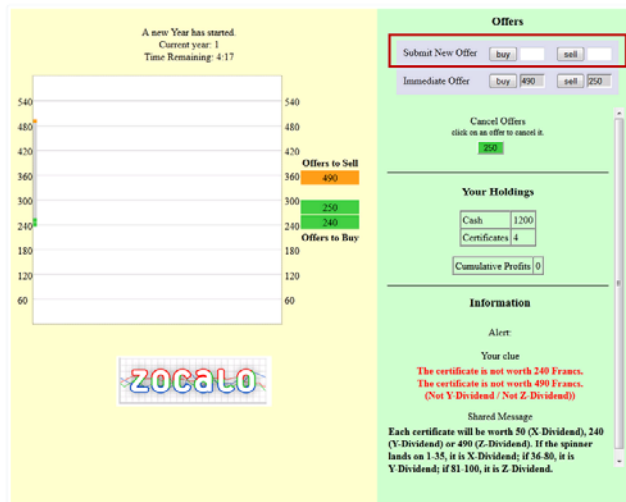 A new Year has started.
Current year: 1
Time Remaining: 4:17
540
480
420
360
300
240
180
120
60
540
480
420
360
300
240
180
120
60
Offers to Sell
490
250
240
Offers to Buy
ZOCALO
Offers
Submit New Offer buy sell
Immediate Offer buy 490 sell 250
Cancel Offers
click on an offer to cancel it.
250
Your Holdings
Cash 1200
Certificates 4
Cumulative Profits 0
Information
Alert:
Your clue
The certificate is not worth 240 Francs.
The certificate is not worth 490 Francs.
(Not Y-Dividend / Not Z-Dividend))
Shared Message
Each certificate will be worth 50 (X-Dividend), 240
(Y-Dividend) or 490 (Z-Dividend). If the spinner
lands on 1-35, it is X-Dividend; if 36-80, it is
Y-Dividend; if 81-100, it is Z-Dividend.